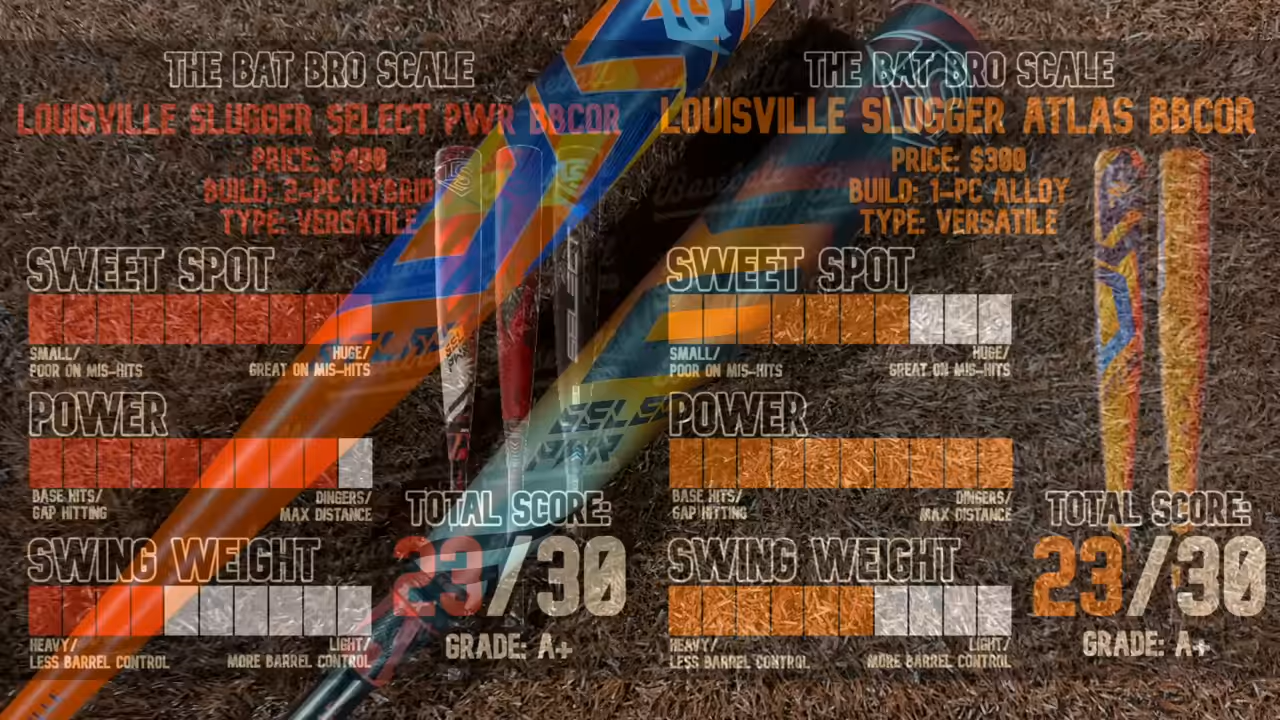 THE BAT BRO SCALE
LOUISVILLE SLUGGER SELECT PWR BBCOR
PRICE: $400
BUILD: 2-PC HYBRID
TYPE: VERSATILE
SWEET SPOT
SMALL/
POOR ON MIS-HITS
HUGE/
GREAT ON MIS-HITS
POWER
BASE HITS/
GAP HITTING
DINGERS/
MAX DISTANCE
SWING WEIGHT
HEAVY/
LESS BARREL CONTROL
LIGHT/
MORE BARREL CONTROL
TOTAL SCORE:
23/30
GRADE: A+
THE BAT BRO SCALE
LOUISVILLE SLUGGER ATLAS BBCOR
PRICE: $300
BUILD: 1-PC ALLOY
TYPE: VERSATILE
SWEET SPOT
SMALL/
POOR ON MIS-HITS
HUGE/
GREAT ON MIS-HITS
POWER
BASE HITS/
GAP HITTING
DINGERS/
MAX DISTANCE
SWING WEIGHT
HEAVY/
LESS BARREL CONTROL
LIGHT/
MORE BARREL CONTROL
TOTAL SCORE:
23/30
GRADE: A+
PWR